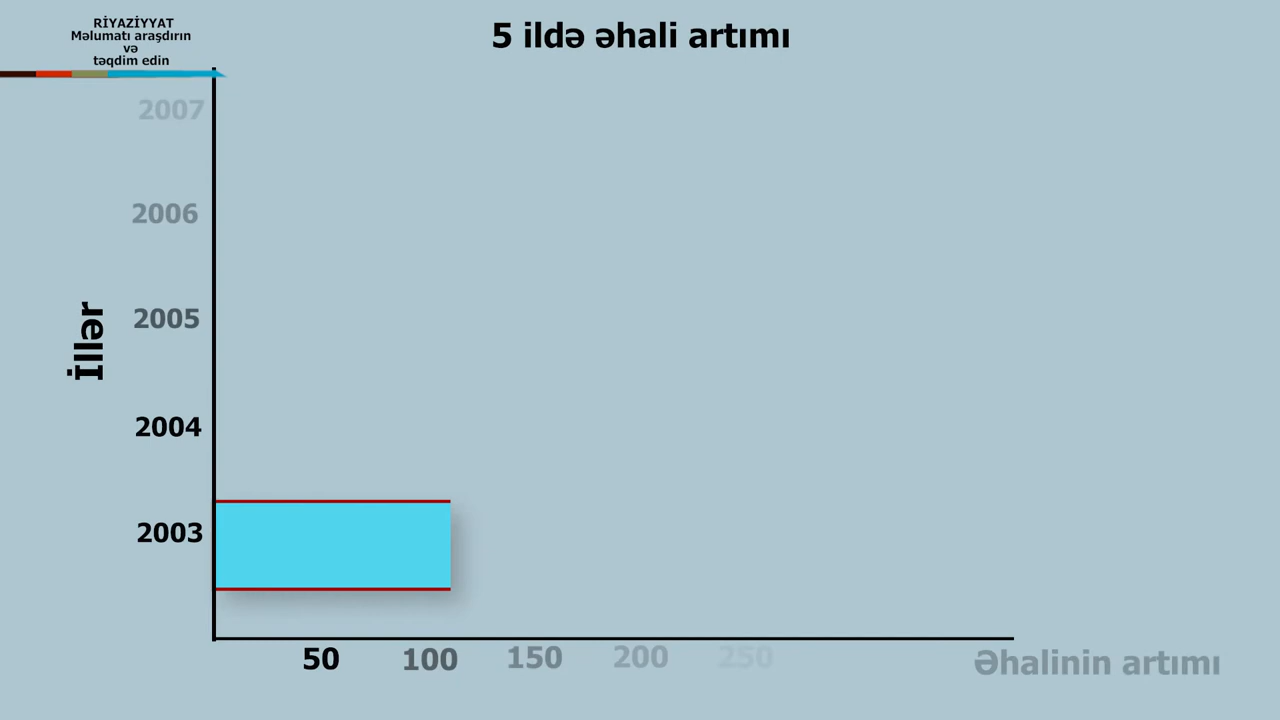 RİYAZİYYAT
Məlumatı araşdırın
və
təqdim edin
5 ildə əhali artımı
2007
2006
2005
2004
2003
İllər
50 100 150 200 250
Əhalinin artımı